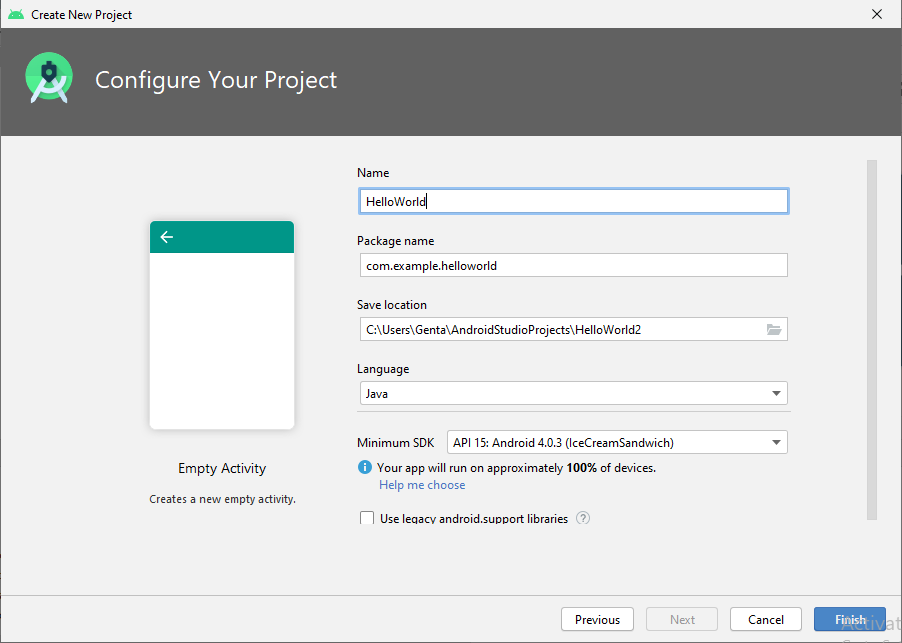 Create New Project
Configure Your Project
Name
HelloWorld
Package name
com.example.helloworld
Save location
C:\Users\Genta\AndroidStudioProjects\HelloWorld2
Language
Java
Minimum SDK API 15: Android 4.0.3 (IceCreamSandwich)
Your app will run on approximately 100% of devices.
Help me choose
Use legacy android.support libraries ?
Empty Activity
Creates a new empty activity.
Previous Next Cancel Finish
Activat